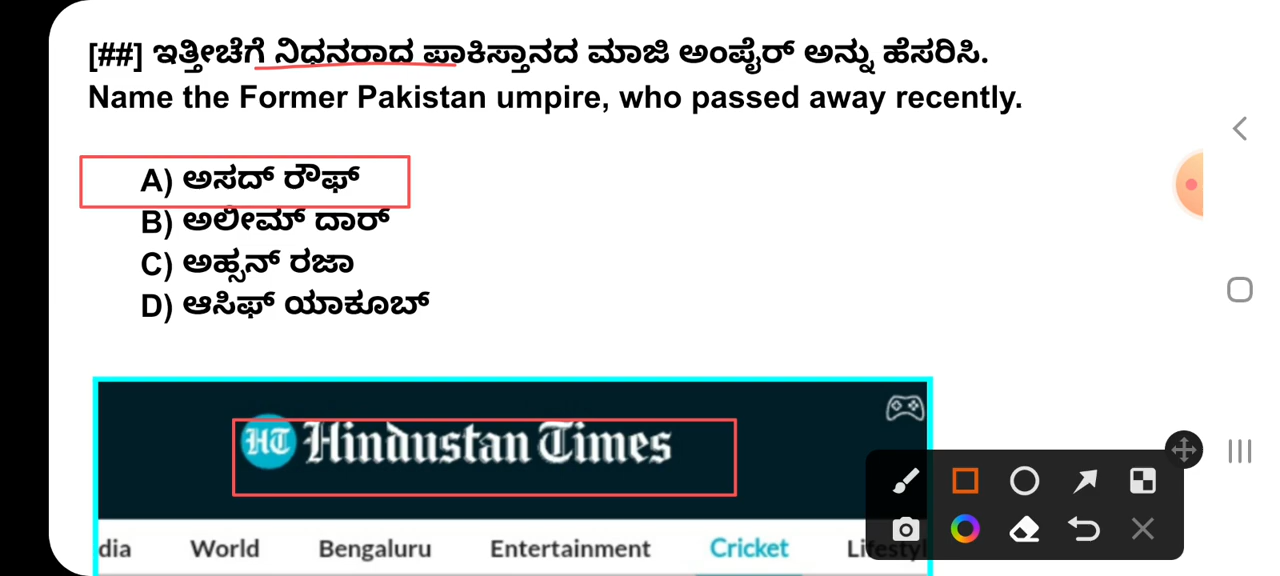 [##] ಇತ್ತೀಚೆಗೆ ನಿಧನರಾದ ಪಾಕಿಸ್ತಾನದ ಮಾಜಿ ಅಂಪೈರ್ ಅನ್ನು ಹೆಸರಿಸಿ.
Name the Former Pakistan umpire, who passed away recently.
A) ಅಸದ್ ರೌಫ್
B) ಅಲೀಮ್ ದಾರ್
C) ಅಹ್ಸನ್ ರಜಾ
D) ಆಸಿಫ್ ಯಾಕೂಬ್
HT Hindustan Times
dia World Bengaluru Entertainment Cricket Lifestyl